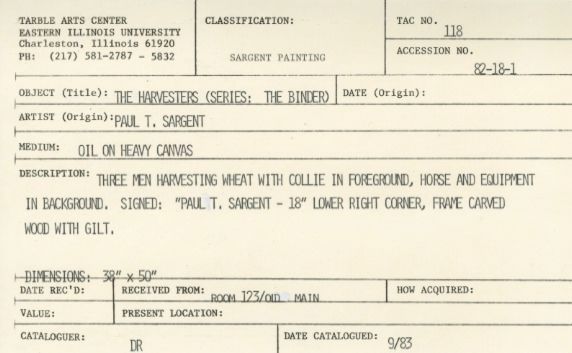 TARBLE ARTS CENTER
EASTERN ILLINOIS UNIVERSITY
Charleston, Illinois 61920
PH: (217) 581-2787 - 5832
CLASSIFICATION:
SARGENT PAINTING
TAC NO.
118
ACCESSION NO.
82-18-1
OBJECT (Title): THE HARVESTERS (SERIES: THE BINDER)
DATE (Origin):
ARTIST (Origin): PAUL T. SARGENT
MEDIUM: OIL ON HEAVY CANVAS
DESCRIPTION: THREE MEN HARVESTING WHEAT WITH COLLIE IN FOREGROUND, HORSE AND EQUIPMENT
IN BACKGROUND. SIGNED: "PAUL T. SARGENT - 18" LOWER RIGHT CORNER, FRAME CARVED
WOOD WITH GILT.
DIMENSIONS: 38" x 50"
DATE REC'D:
RECEIVED FROM: ROOM 123/OLD MAIN
HOW ACQUIRED:
VALUE:
PRESENT LOCATION:
CATALOGUER: DR
DATE CATALOGUED: 9/83